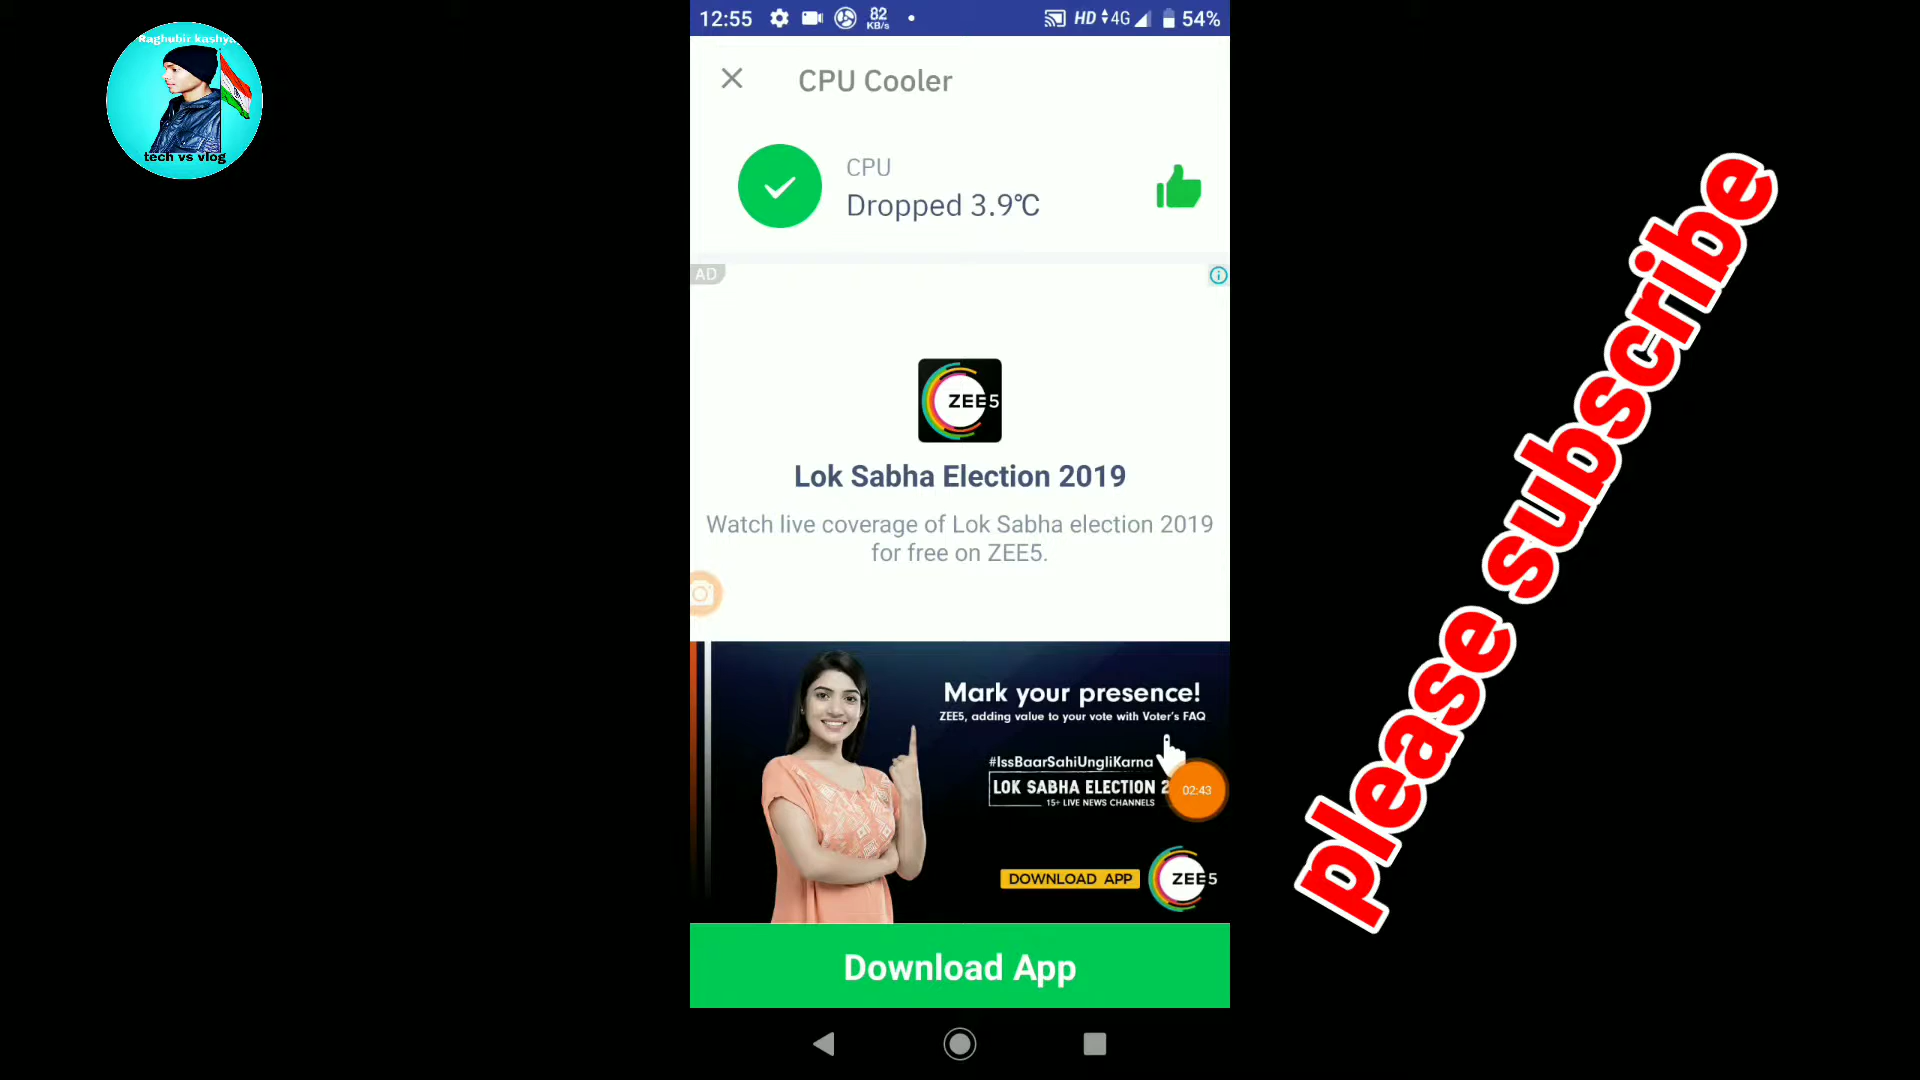 Raghubir kashy
tech vs vlog
12:55
82
KB/s
HD 4G 54%
CPU Cooler
CPU
Dropped 3.9℃
AD
ZEE5
Lok Sabha Election 2019
Watch live coverage of Lok Sabha election 2019
for free on ZEE5.
Mark your presence!
ZEE5, adding value to your vote with Voter's FAQ
#IssBaarSahiUngliKarna
LOK SABHA ELECTION 2
15+ LIVE NEWS CHANNELS
02:43
DOWNLOAD APP
ZEE5
Download App
please subscribe